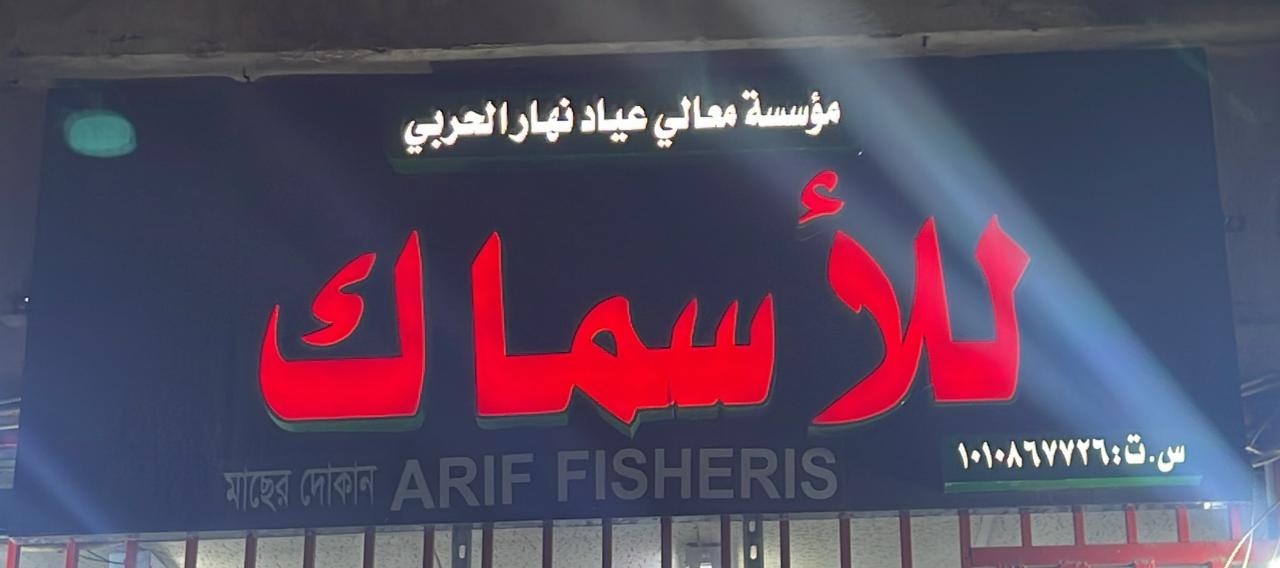 مؤسسة معالي عياد نهار الحربي
للأسماك
س.ت: ١٠١٠٨٦٧٧٢٦
মাছের দোকান ARIF FISHERIS